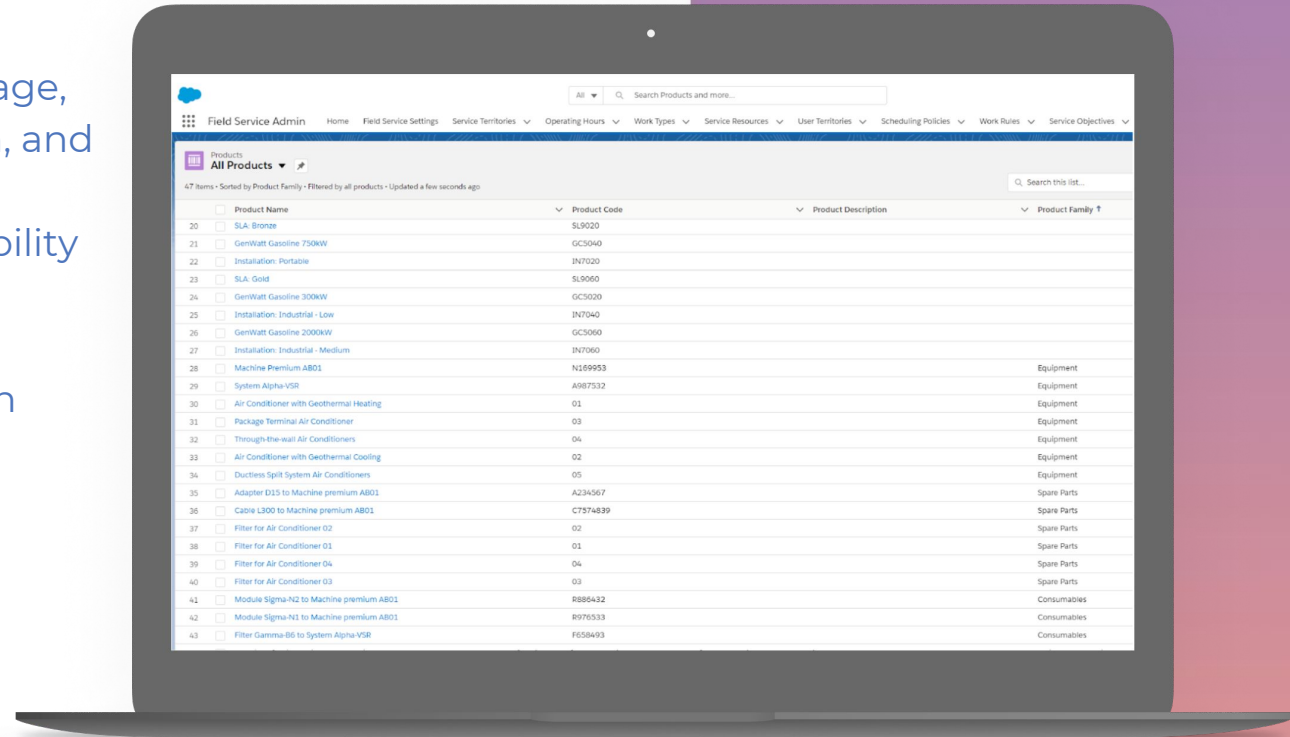 age,
, and
bility
n
All Search Products and more...
Field Service Admin Home Field Service Settings Service Territories Operating Hours Work Types Service Resources User Territories Scheduling Policies Work Rules Service Objectives
Products
All Products
47 items • Sorted by Product Family • Filtered by all products • Updated a few seconds ago
Search this list...
Product Name Product Code Product Description Product Family ↑
20 SLA: Bronze SL9020
21 GenWatt Gasoline 750kW GC5040
22 Installation: Portable IN7020
23 SLA: Gold SL9060
24 GenWatt Gasoline 300kW GC5020
25 Installation: Industrial - Low IN7040
26 GenWatt Gasoline 2000kW GC5060
27 Installation: Industrial - Medium IN7060
28 Machine Premium AB01 N169953 Equipment
29 System Alpha-VSR A987532 Equipment
30 Air Conditioner with Geothermal Heating 01 Equipment
31 Package Terminal Air Conditioner 03 Equipment
32 Through-the-wall Air Conditioners 04 Equipment
33 Air Conditioner with Geothermal Cooling 02 Equipment
34 Ductless Split System Air Conditioners 05 Equipment
35 Adapter D15 to Machine premium AB01 A234567 Spare Parts
36 Cable L300 to Machine premium AB01 C7574839 Spare Parts
37 Filter for Air Conditioner 02 02 Spare Parts
38 Filter for Air Conditioner 01 01 Spare Parts
39 Filter for Air Conditioner 04 04 Spare Parts
40 Filter for Air Conditioner 03 03 Spare Parts
41 Module Sigma-N2 to Machine premium AB01 R886432 Consumables
42 Module Sigma-N1 to Machine premium AB01 R976533 Consumables
43 Filter Gamma-B6 to System Alpha-VSR F658493 Consumables